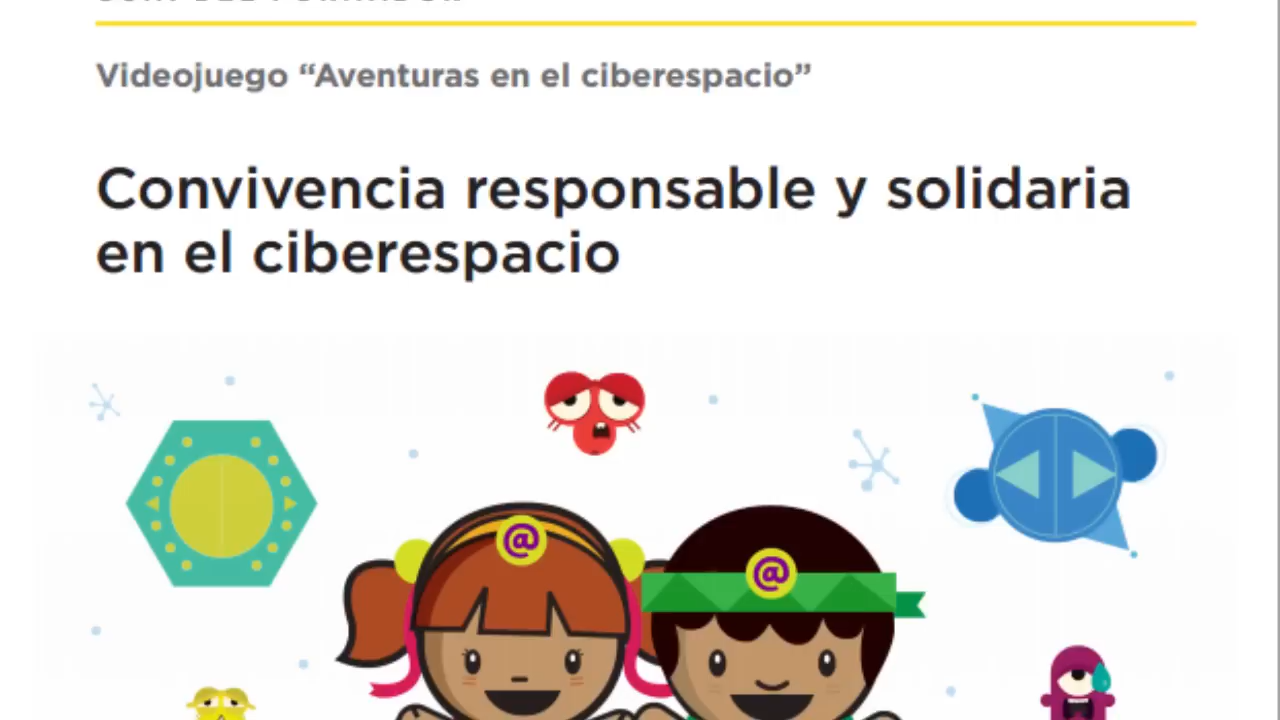 Videojuego “Aventuras en el ciberespacio”
Convivencia responsable y solidaria
en el ciberespacio
@
@